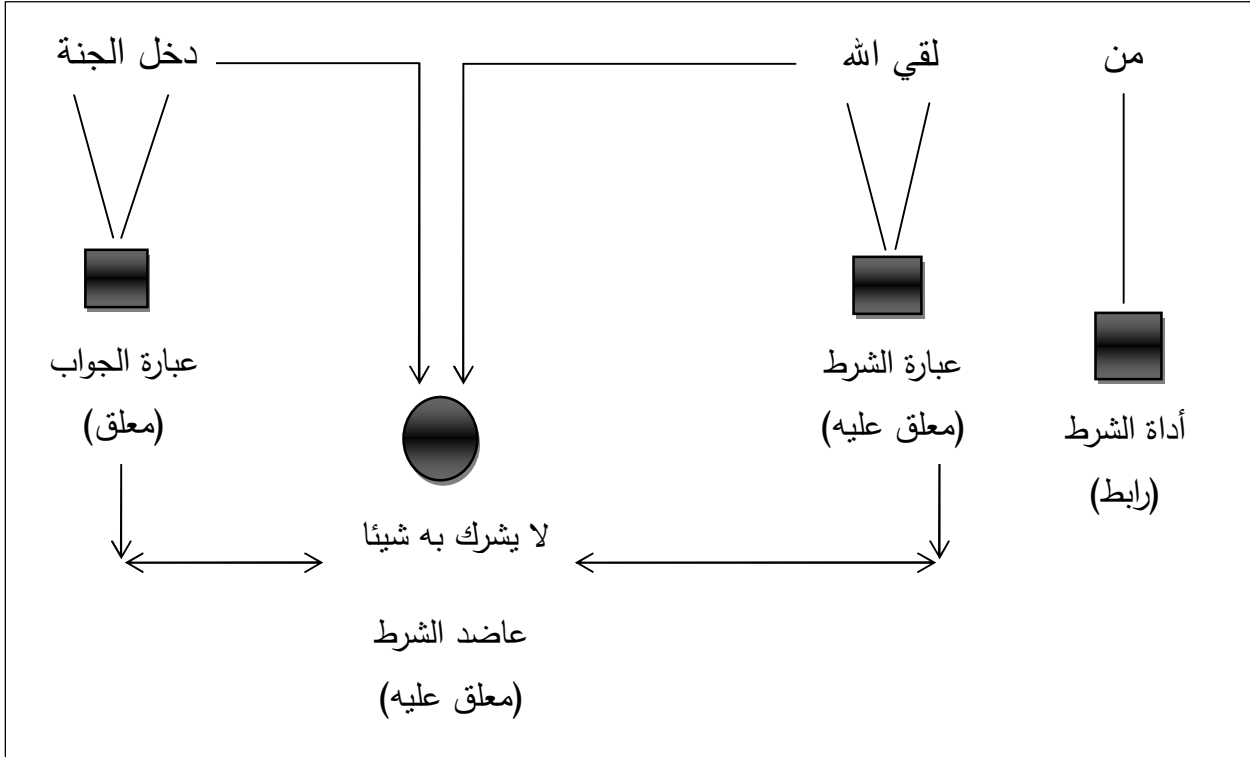 من
لقي الله
دخل الجنة
أداة الشرط
(رابط)
عبارة الشرط
(معلق عليه)
عبارة الجواب
(معلق)
لا يشرك به شيئا
عاضد الشرط
(معلق عليه)